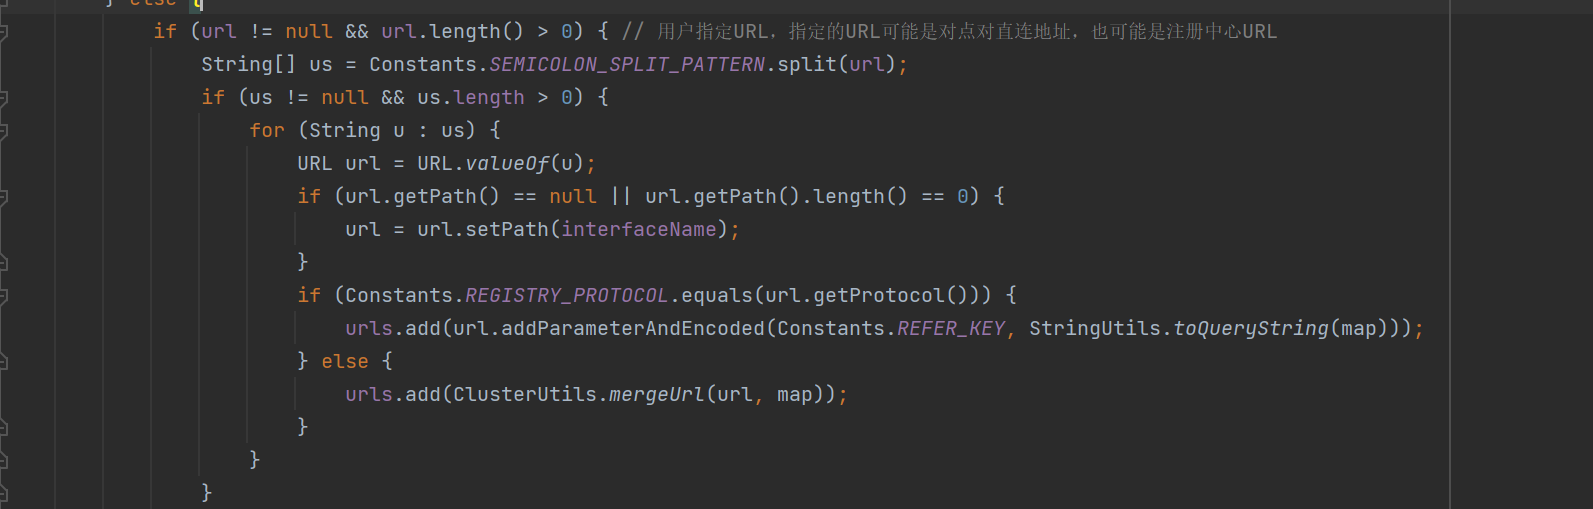 } else {
if (url != null && url.length() > 0) { // 用户指定URL，指定的URL可能是对点对直连地址，也可能是注册中心URL
String[] us = Constants.SEMICOLON_SPLIT_PATTERN.split(url);
if (us != null && us.length > 0) {
for (String u : us) {
URL url = URL.valueOf(u);
if (url.getPath() == null || url.getPath().length() == 0) {
url = url.setPath(interfaceName);
}
if (Constants.REGISTRY_PROTOCOL.equals(url.getProtocol())) {
urls.add(url.addParameterAndEncoded(Constants.REFER_KEY, StringUtils.toQueryString(map)));
} else {
urls.add(ClusterUtils.mergeUrl(url, map));
}
}
}